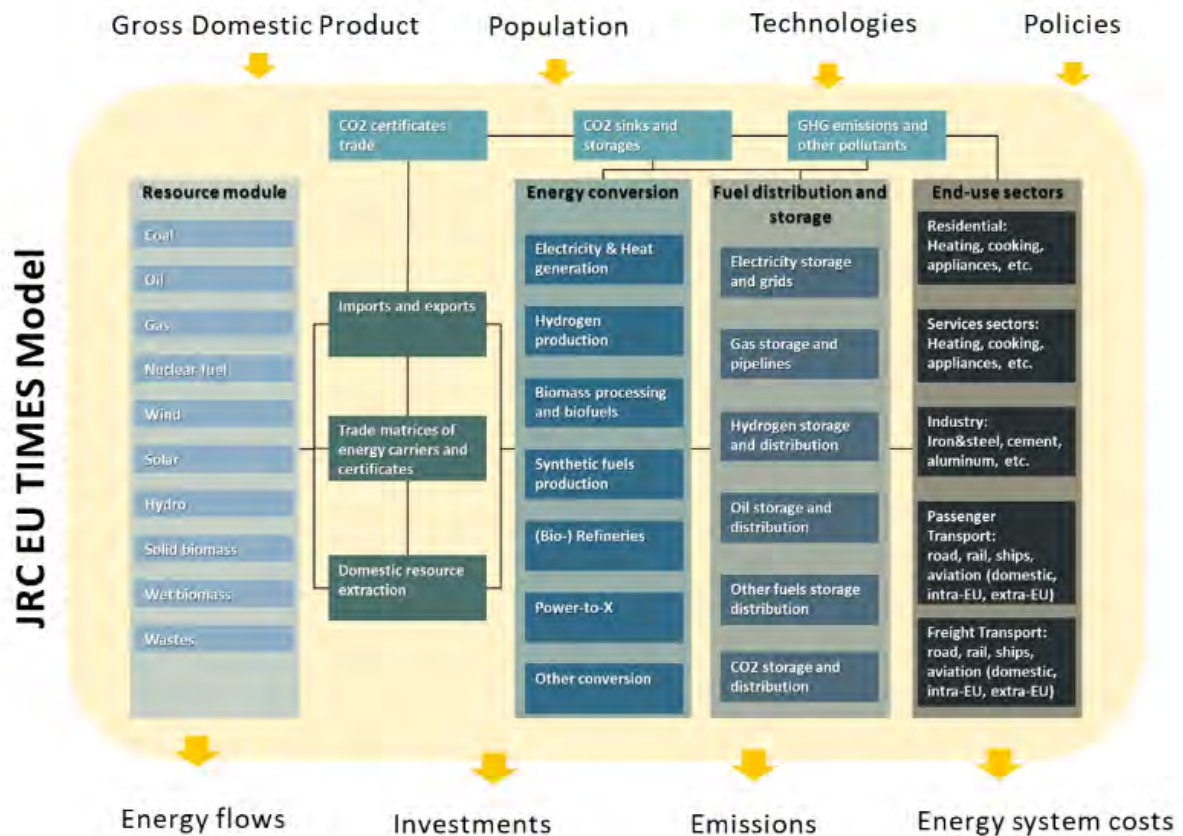 Gross Domestic Product
Population
Technologies
Policies
JRC EU TIMES Model
CO2 certificates
trade
CO2 sinks and
storages
GHG emissions and
other pollutants
Resource module
Coal
Oil
Gas
Nuclear fuel
Wind
Solar
Hydro
Solid biomass
Wet biomass
Wastes
Imports and exports
Trade matrices of
energy carriers and
certificates
Domestic resource
extraction
Energy conversion
Electricity & Heat
generation
Hydrogen
production
Biomass processing
and biofuels
Synthetic fuels
production
(Bio-) Refineries
Power-to-X
Other conversion
Fuel distribution and
storage
Electricity storage
and grids
Gas storage and
pipelines
Hydrogen storage
and distribution
Oil storage and
distribution
Other fuels storage
distribution
CO2 storage and
distribution
End-use sectors
Residential:
Heating, cooking,
appliances, etc.
Services sectors:
Heating, cooking,
appliances, etc.
Industry:
Iron&steel, cement,
aluminum, etc.
Passenger
Transport:
road, rail, ships,
aviation (domestic,
intra-EU, extra-EU)
Freight Transport:
road, rail, ships,
aviation (domestic,
intra-EU, extra-EU)
Energy flows
Investments
Emissions
Energy system costs